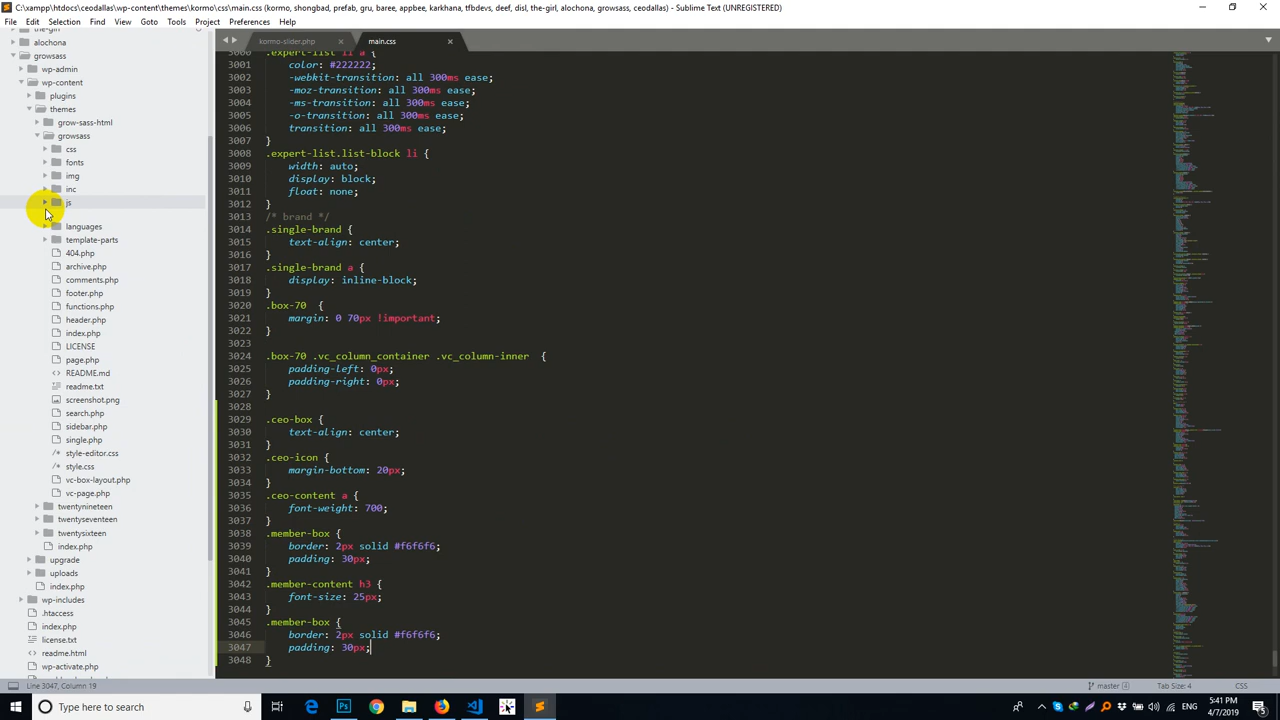 C:\xampp\htdocs\ceodallas\wp-content\themes\kormo\css\main.css (kormo, shongbad, prefab, gru, baree, appbee, karkhana, tfbdevs, deef, disl, the-girl, alochona, growsass, ceodallas) - Sublime Text (UNREGISTERED)
File Edit Selection Find View Goto Tools Project Preferences Help
kormo-slider.php main.css
the-girl
alochona
growsass
wp-admin
wp-content
plugins
themes
grow-sass-html
growsass
css
fonts
img
inc
js
languages
template-parts
404.php
archive.php
comments.php
footer.php
functions.php
header.php
index.php
LICENSE
page.php
README.md
readme.txt
screenshot.png
search.php
sidebar.php
single.php
style-editor.css
style.css
vc-box-layout.php
vc-page.php
twentynineteen
twentyseventeen
twentysixteen
index.php
upgrade
uploads
index.php
wp-includes
.htaccess
index.php
license.txt
readme.html
wp-activate.php
3000 .expert-list li a {
3001 color: #222222;
3002 -webkit-transition: all 300ms ease;
3003 -moz-transition: all 300ms ease;
3004 -ms-transition: all 300ms ease;
3005 -o-transition: all 300ms ease;
3006 transition: all 300ms ease;
3007 }
3008 .expert-list.list-block li {
3009 width: auto;
3010 display: block;
3011 float: none;
3012 }
3013 /* brand */
3014 .single-brand {
3015 text-align: center;
3016 }
3017 .single-brand a {
3018 display: inline-block;
3019 }
3020 .box-70 {
3021 margin: 0 70px !important;
3022 }
3023
3024 .box-70 .vc_column_container .vc_column-inner {
3025 padding-left: 0px;
3026 padding-right: 0px;
3027 }
3028
3029 .ceo-box {
3030 text-align: center;
3031 }
3032 .ceo-icon {
3033 margin-bottom: 20px;
3034 }
3035 .ceo-content a {
3036 font-weight: 700;
3037 }
3038 .member-box {
3039 border: 2px solid #f6f6f6;
3040 padding: 30px;
3041 }
3042 .member-content h3 {
3043 font-size: 25px;
3044 }
3045 .member-box {
3046 border: 2px solid #f6f6f6;
3047 padding: 30px;
3048 }
Line 3047, Column 19 master Tab Size: 4 CSS
Type here to search
ENG
5:41 PM
4/7/2019